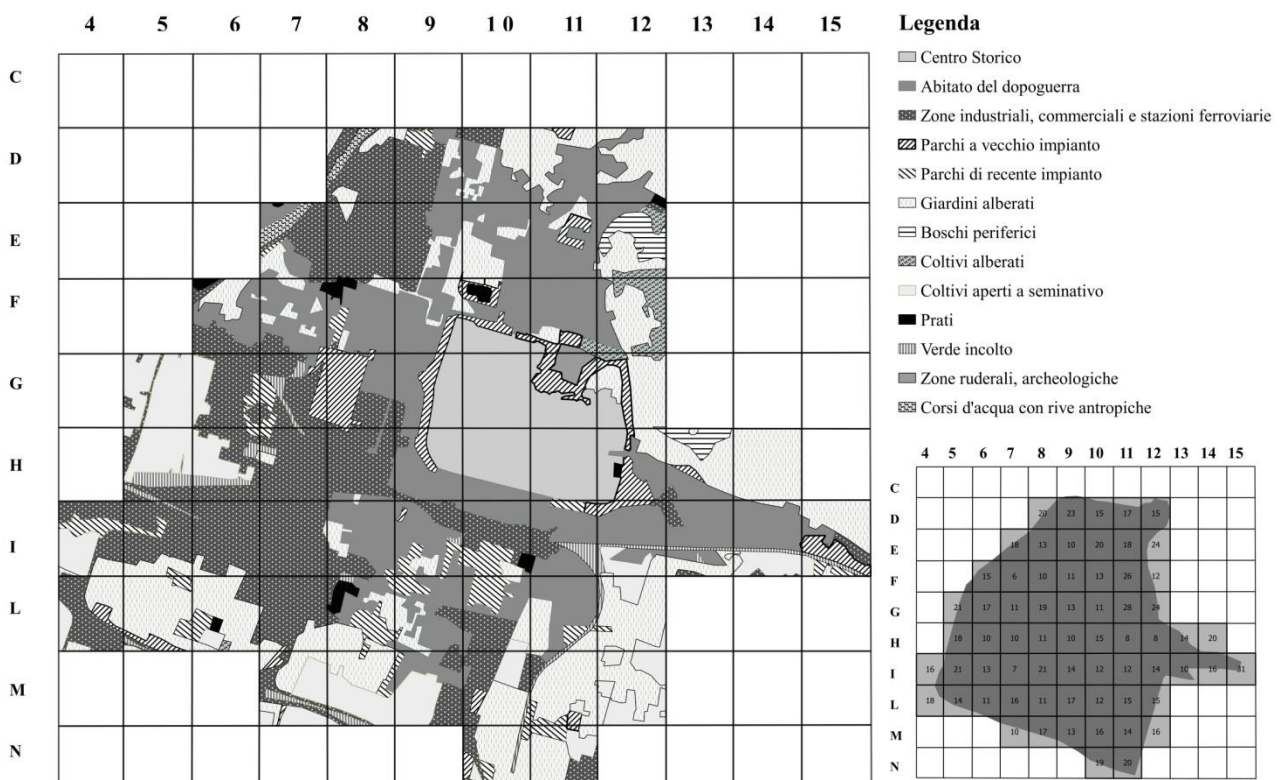 4 5 6 7 8 9 1 0 11 12 13 14 15
C
D
E
F
G
H
I
L
M
N
Legenda
Centro Storico
Abitato del dopoguerra
Zone industriali, commerciali e stazioni ferroviarie
Parchi a vecchio impianto
Parchi di recente impianto
Giardini alberati
Boschi periferici
Coltivi alberati
Coltivi aperti a seminativo
Prati
Verde incolto
Zone ruderali, archeologiche
Corsi d'acqua con rive antropiche
4 5 6 7 8 9 10 11 12 13 14 15
C
D 20 23 15 17 15
E 18 13 10 20 18 24
F 15 6 10 11 13 26 12
G 21 17 11 19 13 11 28 24
H 18 10 10 11 10 15 8 8 14 20
I 16 21 13 7 21 14 12 12 14 10 16 31
L 18 14 11 16 11 17 12 15 15
M 10 17 13 16 14 16
N 19 20